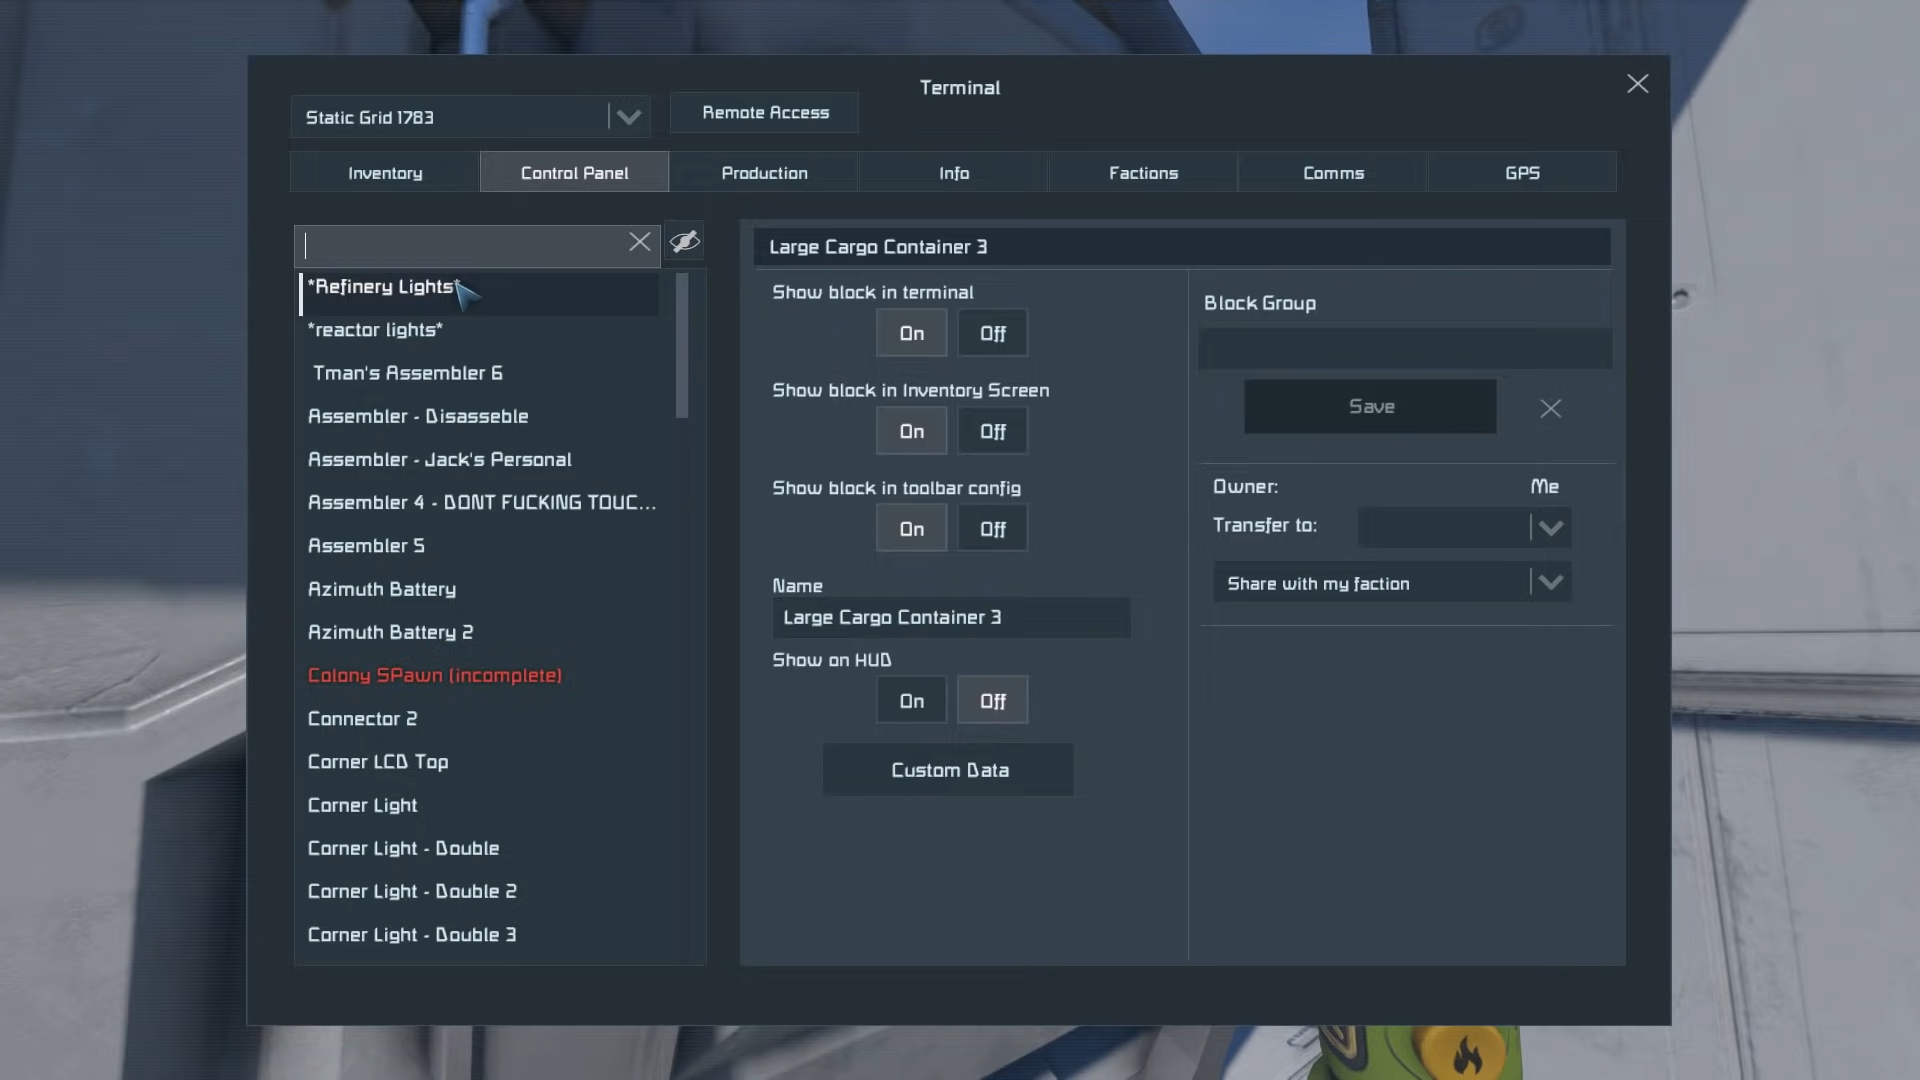 Terminal
Static Grid 1783
Remote Access
Inventory
Control Panel
Production
Info
Factions
Comms
GPS
*Refinery Lights*
*reactor lights*
Tman's Assembler 6
Assembler - Disasseble
Assembler - Jack's Personal
Assembler 4 - DONT FUCKING TOUC...
Assembler 5
Azimuth Battery
Azimuth Battery 2
Colony SPawn (incomplete)
Connector 2
Corner LCD Top
Corner Light
Corner Light - Double
Corner Light - Double 2
Corner Light - Double 3
Large Cargo Container 3
Show block in terminal
On Off
Show block in Inventory Screen
On Off
Show block in toolbar config
On Off
Name
Large Cargo Container 3
Show on HUD
On Off
Custom Data
Block Group
Save
Owner: Me
Transfer to:
Share with my faction